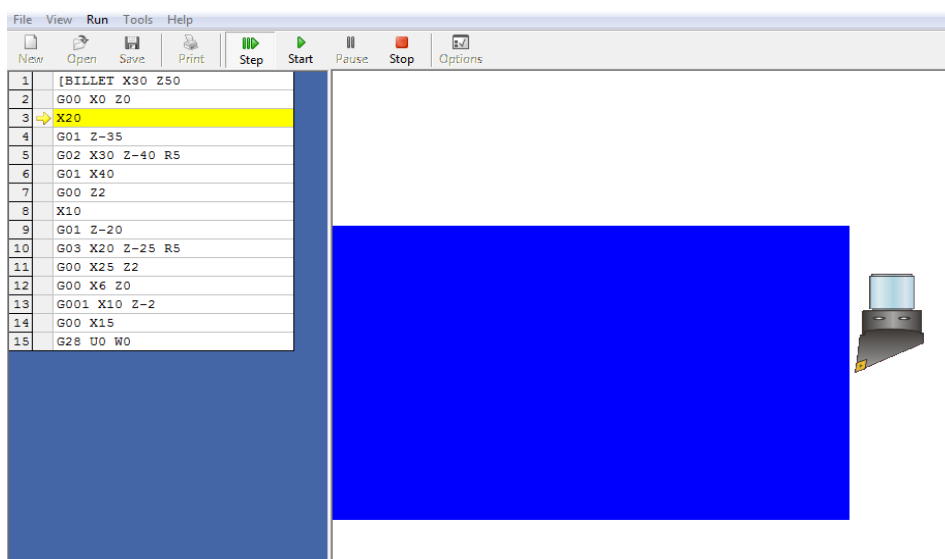 File View Run Tools Help
New Open Save Print Step Start Pause Stop Options
1 [BILLET X30 Z50
2 G00 X0 Z0
3 X20
4 G01 Z-35
5 G02 X30 Z-40 R5
6 G01 X40
7 G00 Z2
8 X10
9 G01 Z-20
10 G03 X20 Z-25 R5
11 G00 X25 Z2
12 G00 X6 Z0
13 G001 X10 Z-2
14 G00 X15
15 G28 U0 W0